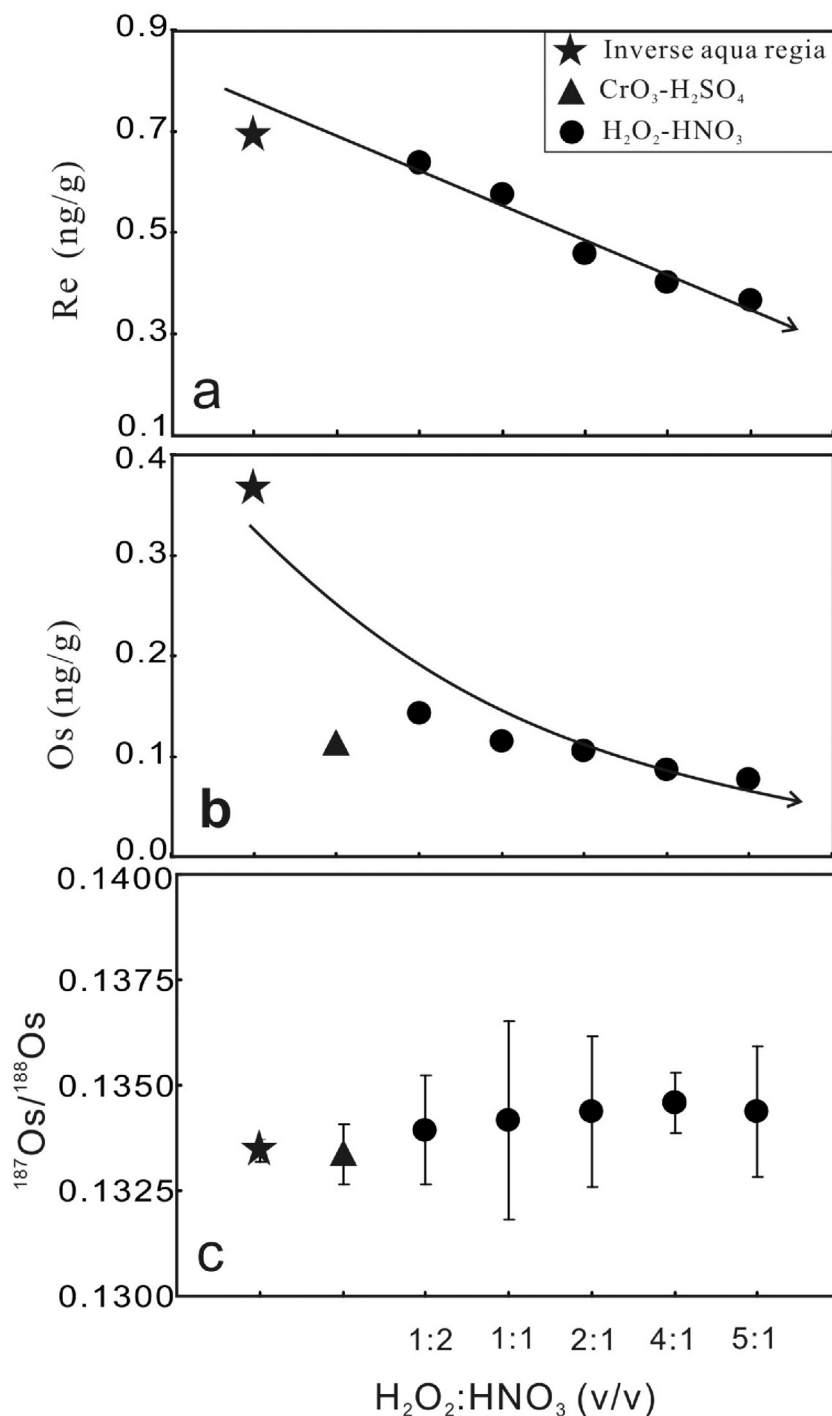 0.9
0.7
0.5
0.3
0.1
Re (ng/g)
Inverse aqua regia
CrO₃-H₂SO₄
H₂O₂-HNO₃
a
0.4
0.3
0.2
0.1
0.0
Os (ng/g)
b
0.1400
0.1375
0.1350
0.1325
0.1300
¹⁸⁷Os/¹⁸⁸Os
c
1:2 1:1 2:1 4:1 5:1
H₂O₂:HNO₃ (v/v)